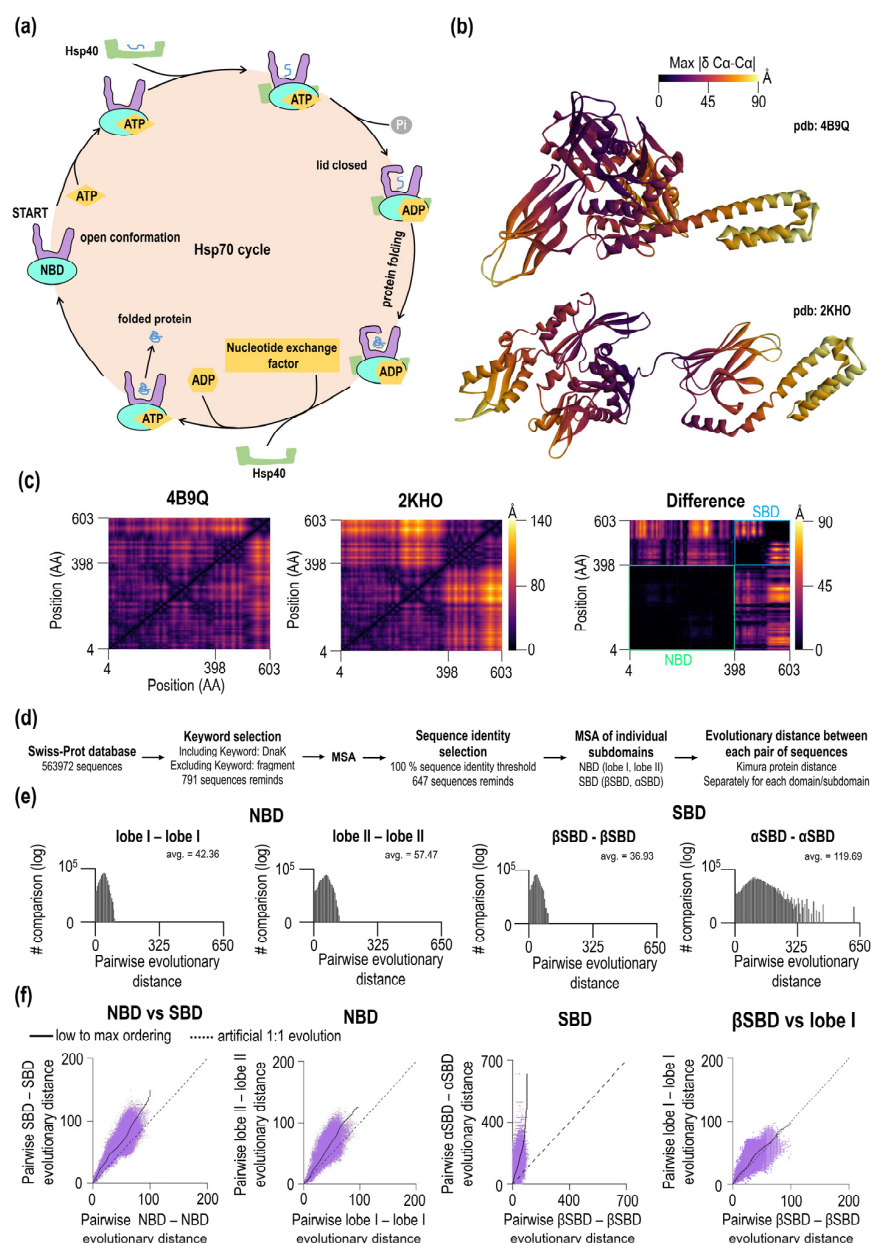 (a)
Hsp40
ATP
ATP
Pi
lid closed
ATP
START
open conformation
ADP
NBD
Hsp70 cycle
protein folding
folded protein
Nucleotide exchange
factor
ADP
ADP
ATP
Hsp40
(b)
Max |δ Cα-Cα|
Å
0 45 90
pdb: 4B9Q
pdb: 2KHO
(c)
4B9Q
603
398
4
Position (AA)
4 398 603
Position (AA)
2KHO
603
398
4
Position (AA)
4 398 603
Å
140
80
0
Difference
SBD
603
398
4
Position (AA)
NBD
4 398 603
Å
90
45
0
(d)
Swiss-Prot database
563972 sequences
Keyword selection
Including Keyword: DnaK
Excluding Keyword: fragment
791 sequences reminds
MSA
Sequence identity
selection
100 % sequence identity threshold
647 sequences reminds
MSA of individual
subdomains
NBD (lobe I, lobe II)
SBD (βSBD, αSBD)
Evolutionary distance between
each pair of sequences
Kimura protein distance
Separately for each domain/subdomain
(e)
NBD
lobe I – lobe I
avg. = 42.36
# comparison (log)
10⁵
0
0 325 650
Pairwise evolutionary
distance
lobe II – lobe II
avg. = 57.47
# comparison (log)
10⁵
0
0 325 650
Pairwise evolutionary
distance
SBD
βSBD - βSBD
avg. = 36.93
# comparison (log)
10⁵
0
0 325 650
Pairwise evolutionary
distance
αSBD - αSBD
avg. = 119.69
# comparison (log)
10⁵
0
0 325 650
Pairwise evolutionary
distance
(f)
NBD vs SBD
low to max ordering
artificial 1:1 evolution
Pairwise SBD – SBD
evolutionary distance
200
100
0
0 100 200
Pairwise NBD – NBD
evolutionary distance
NBD
Pairwise lobe II – lobe II
evolutionary distance
200
100
0
0 100 200
Pairwise lobe I – lobe I
evolutionary distance
SBD
Pairwise αSBD – αSBD
evolutionary distance
700
400
0
0 400 700
Pairwise βSBD – βSBD
evolutionary distance
βSBD vs lobe I
Pairwise lobe I – lobe I
evolutionary distance
200
100
0
0 100 200
Pairwise βSBD – βSBD
evolutionary distance